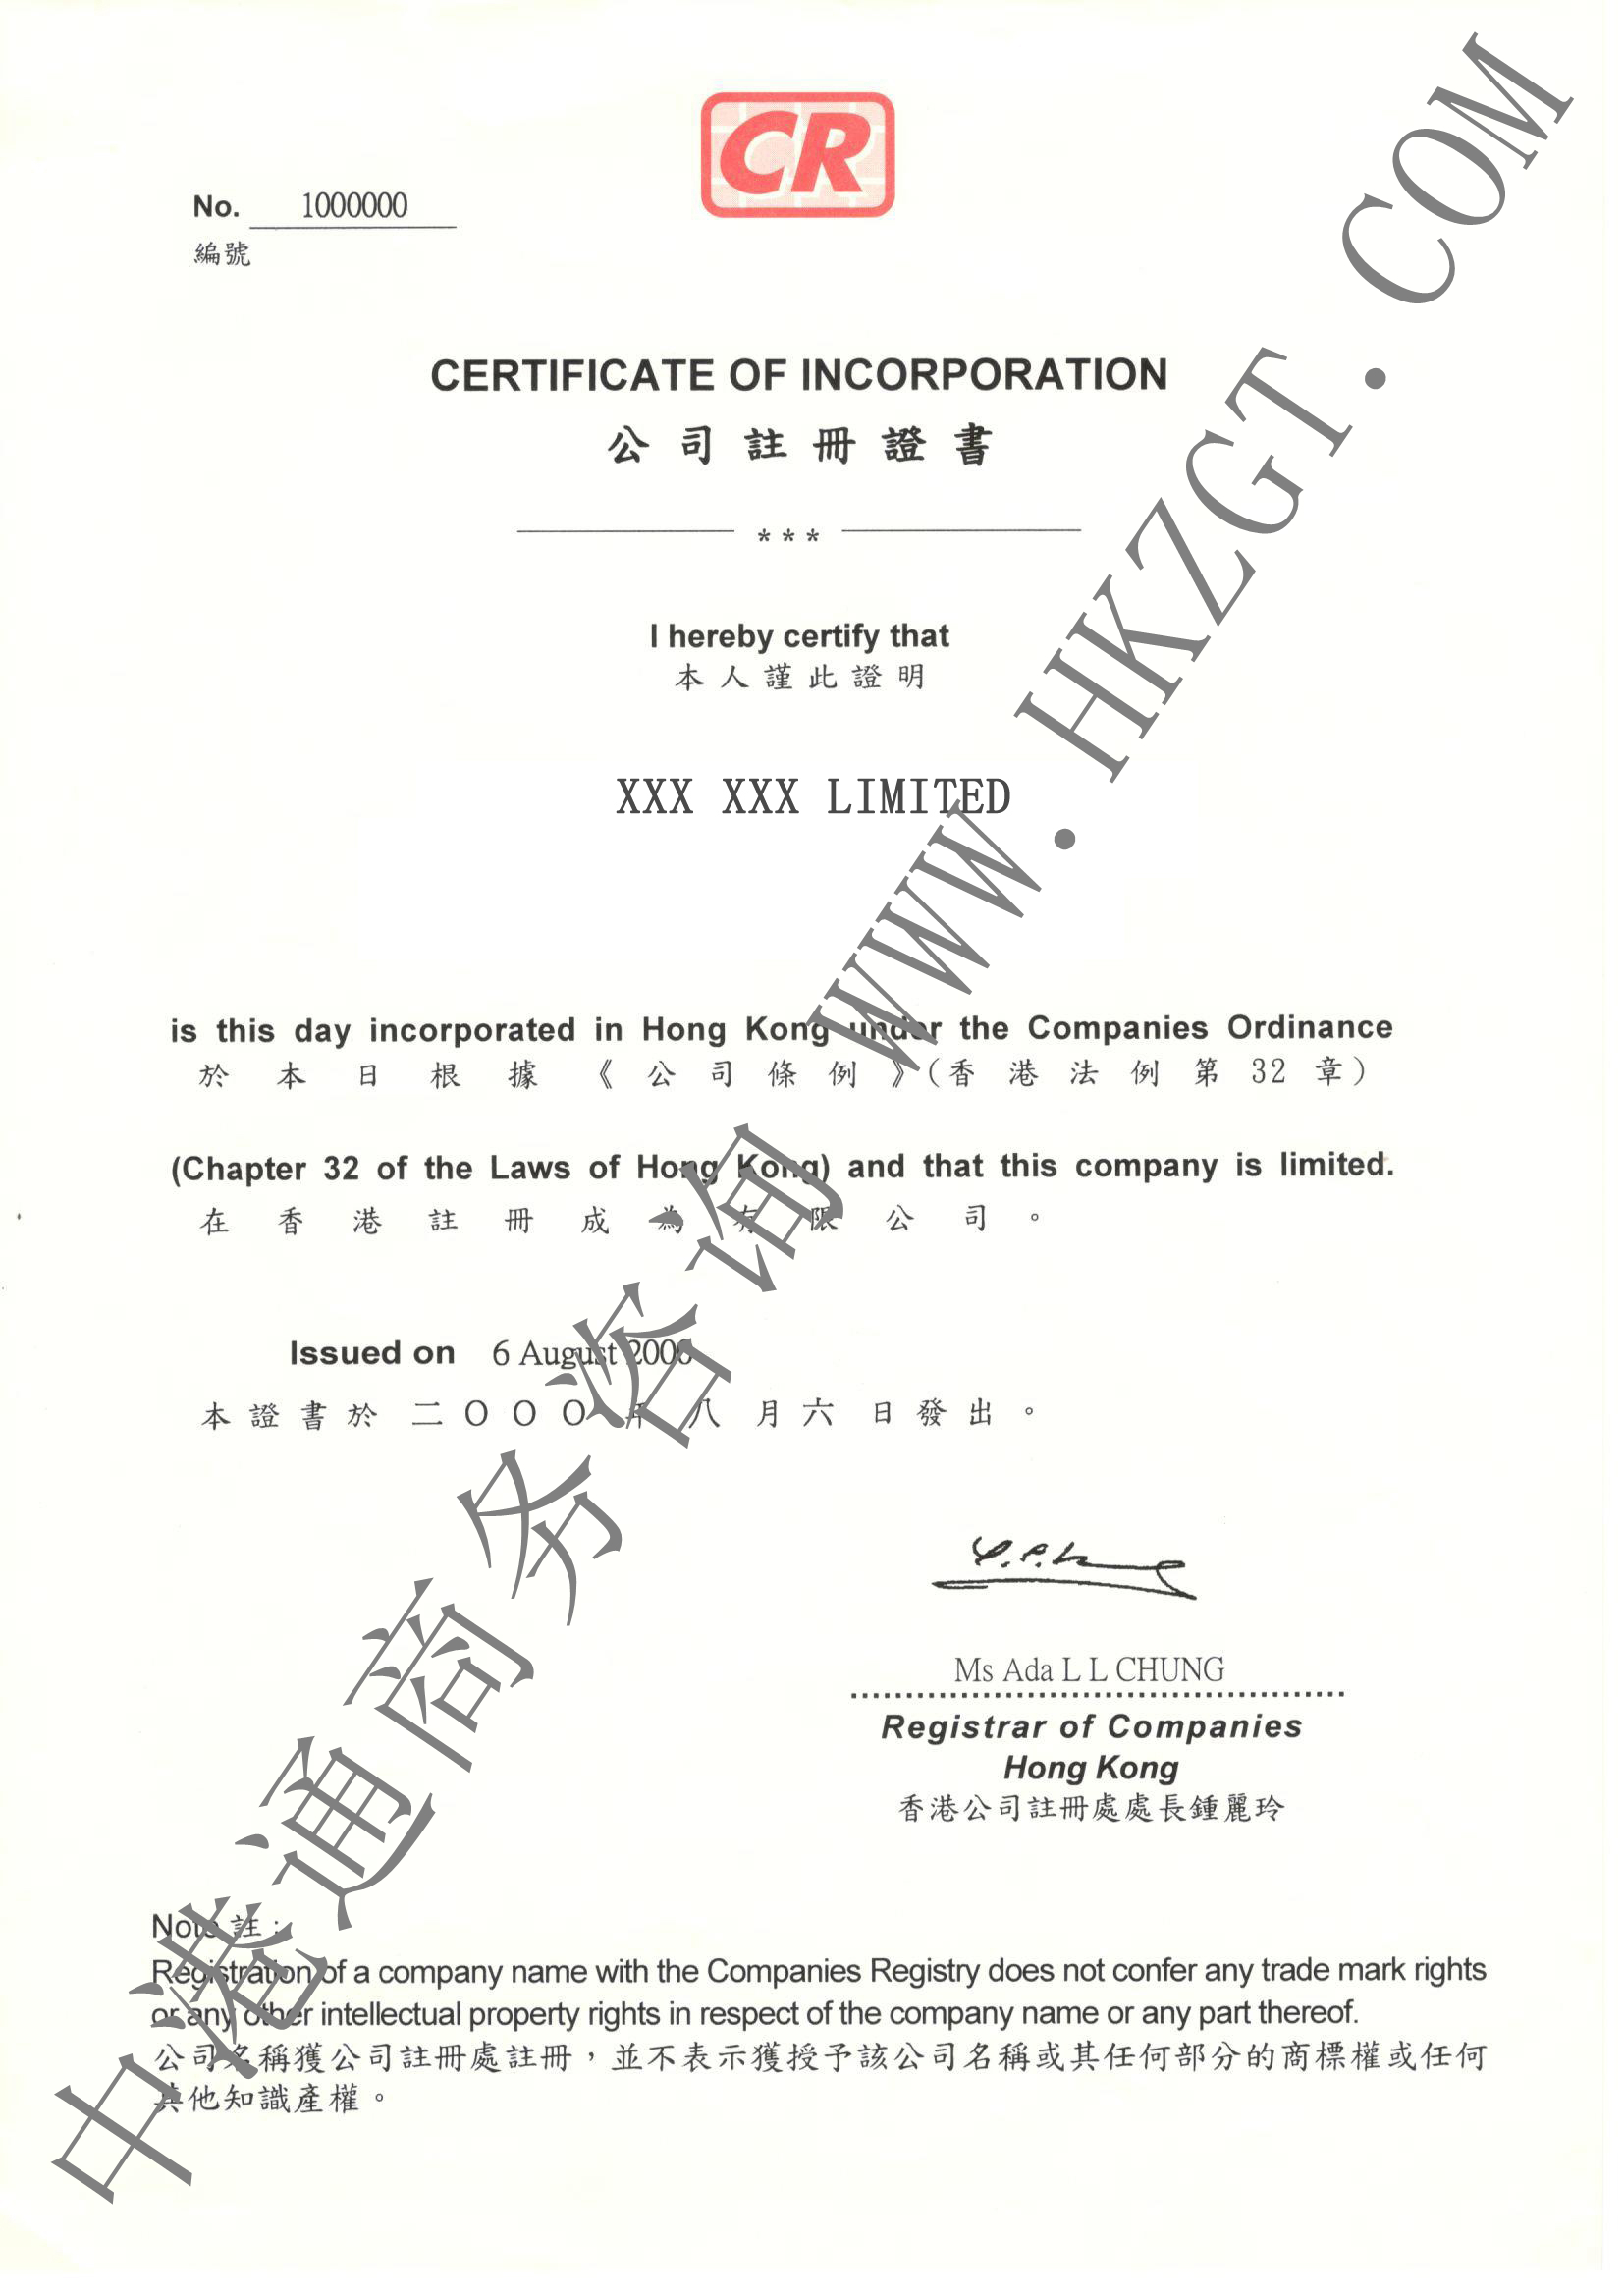 CR
No. 1000000
編號
CERTIFICATE OF INCORPORATION
公司註冊證書
***
I hereby certify that
本人謹此證明
XXX XXX LIMITED
is this day incorporated in Hong Kong under the Companies Ordinance
於本日根據《公司條例》(香港法例第32章)
(Chapter 32 of the Laws of Hong Kong) and that this company is limited.
在香港註冊成為有限公司。
Issued on 6 August 2000
本證書於二OOO年八月六日發出。
Ms Ada L L CHUNG
Registrar of Companies
Hong Kong
香港公司註冊處處長鍾麗玲
Note 註:
Registration of a company name with the Companies Registry does not confer any trade mark rights
or any other intellectual property rights in respect of the company name or any part thereof.
公司名稱獲公司註冊處註冊，並不表示獲授予該公司名稱或其任何部分的商標權或任何
其他知識產權。
中港通商务咨询 WWW.HKZGT.COM